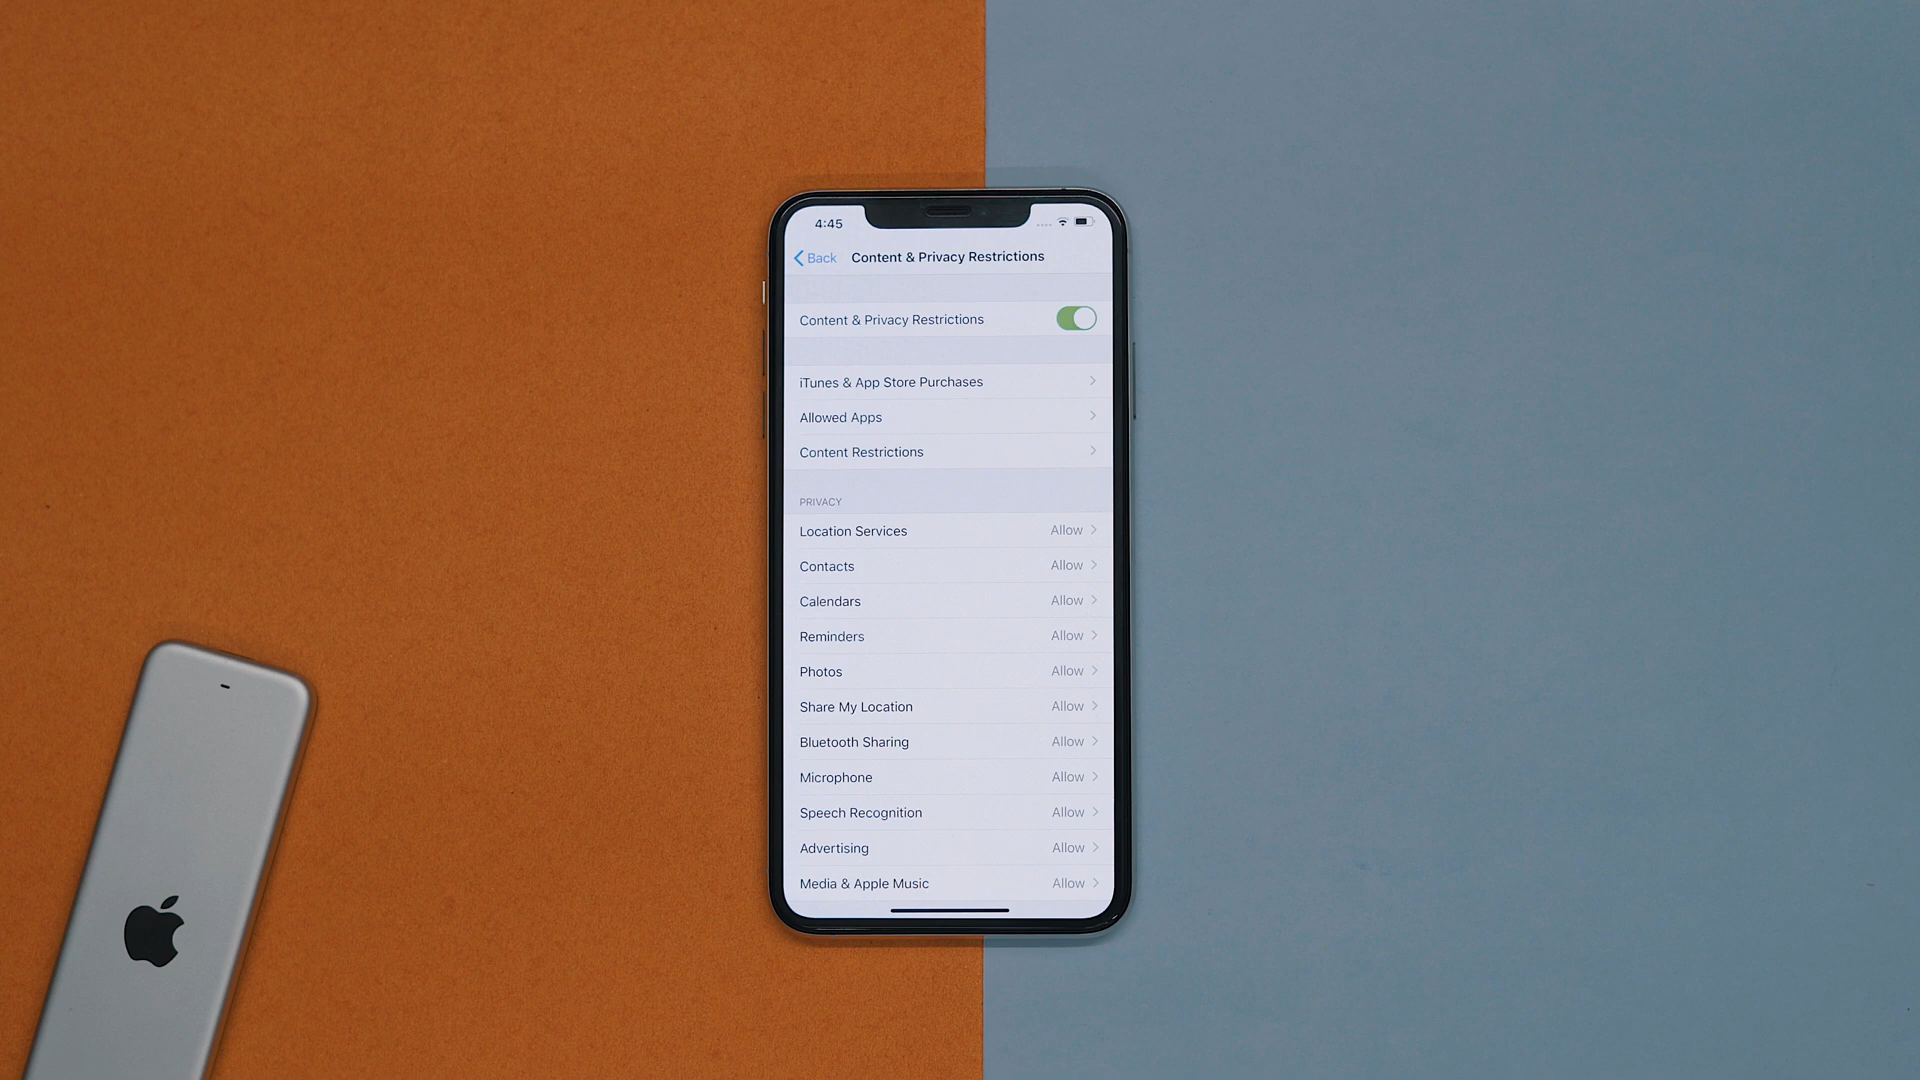 4:45
Back Content & Privacy Restrictions
Content & Privacy Restrictions
iTunes & App Store Purchases
Allowed Apps
Content Restrictions
PRIVACY
Location Services Allow
Contacts Allow
Calendars Allow
Reminders Allow
Photos Allow
Share My Location Allow
Bluetooth Sharing Allow
Microphone Allow
Speech Recognition Allow
Advertising Allow
Media & Apple Music Allow